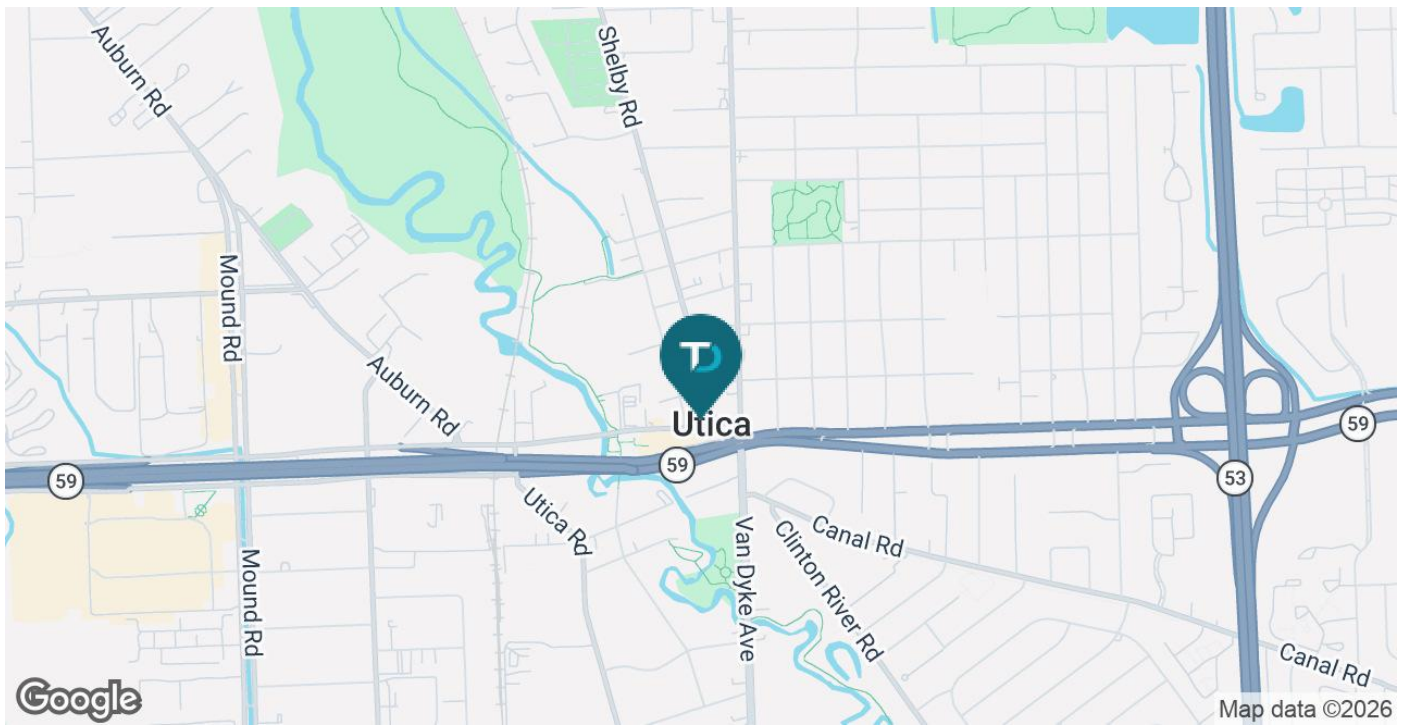 Auburn Rd
Shelby Rd
Mound Rd
Auburn Rd
TD
Utica
59
59
59
53
Utica Rd
Mound Rd
Van Dyke Ave
Canal Rd
Clinton River Rd
Canal Rd
Google
Map data ©2026